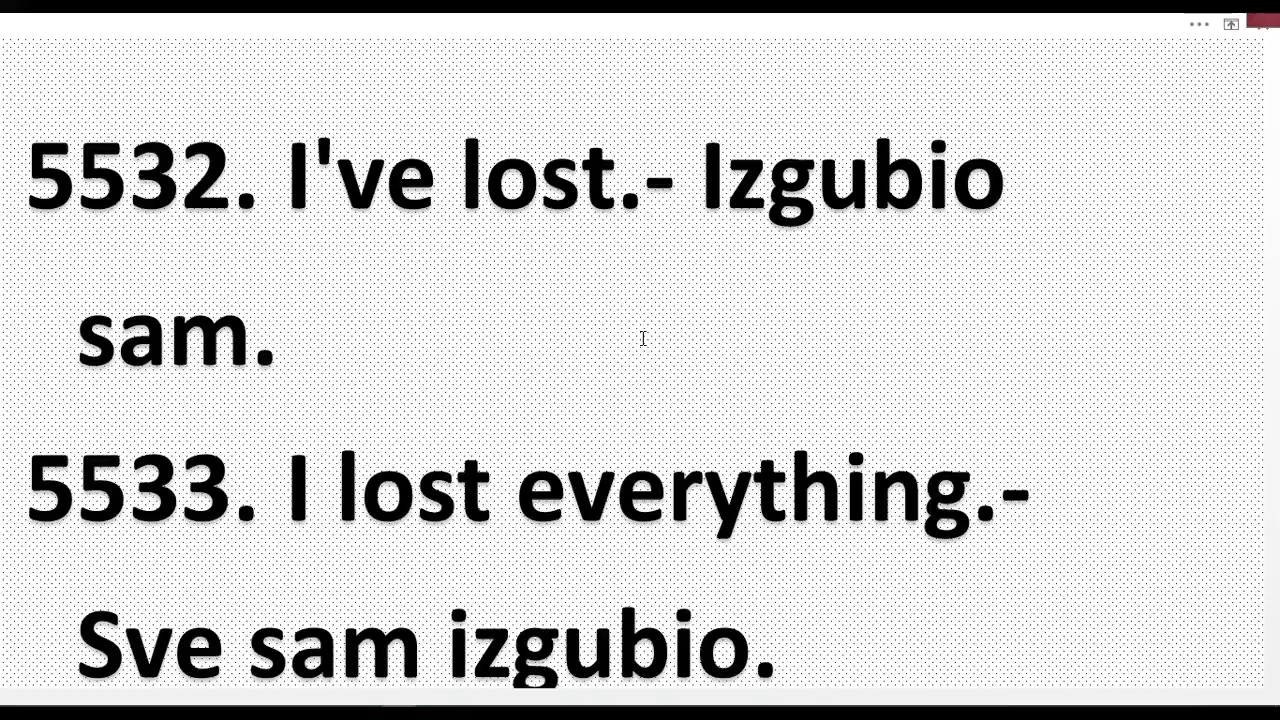 5532. I've lost.- Izgubio
sam.
5533. I lost everything.-
Sve sam izgubio.